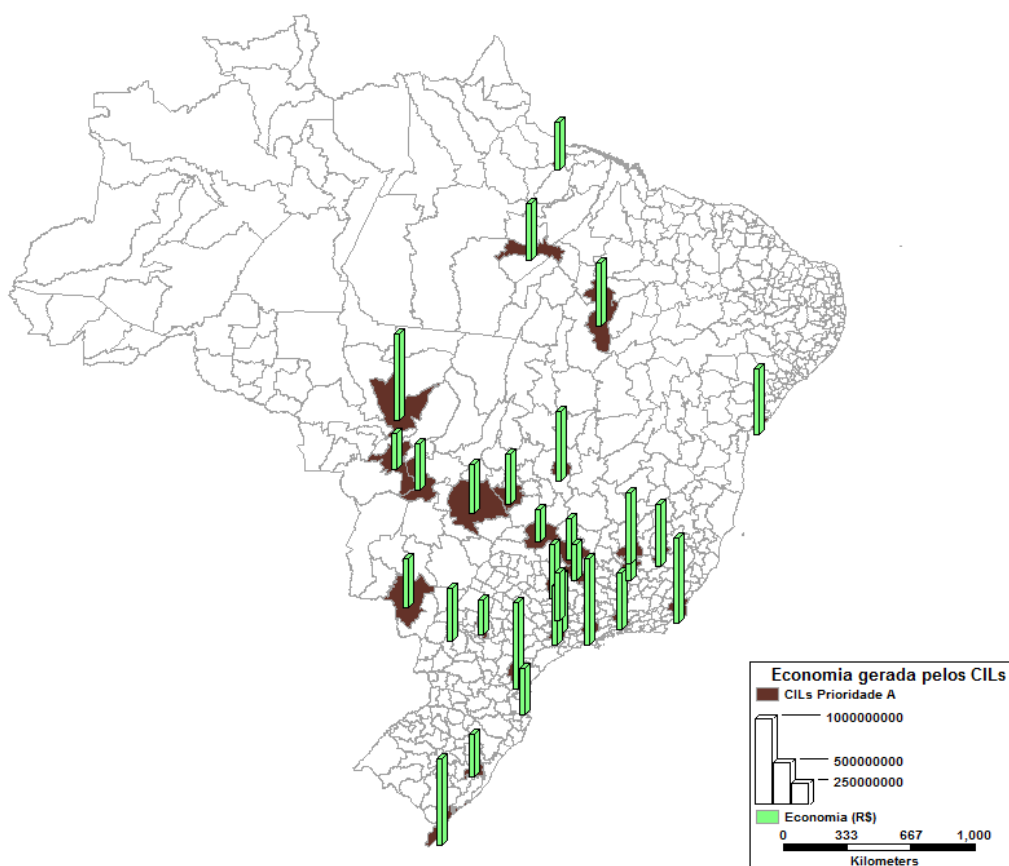 Economia gerada pelos CILs
CILs Prioridade A
1000000000
500000000
250000000
Economia (R$)
0 333 667 1,000
Kilometers